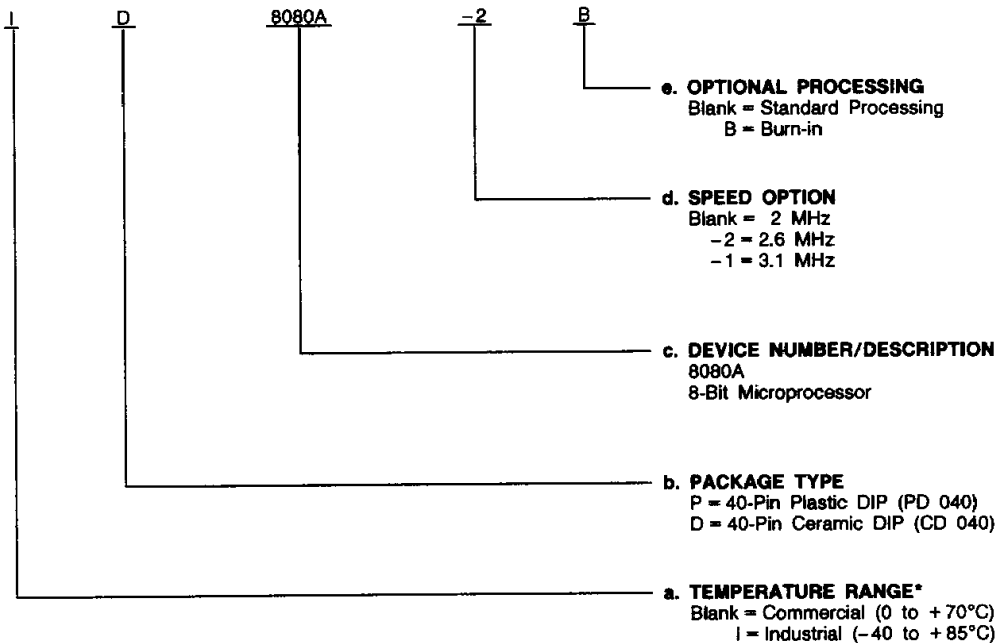 I D 8080A -2 B
e. OPTIONAL PROCESSING
Blank = Standard Processing
B = Burn-in
d. SPEED OPTION
Blank = 2 MHz
-2 = 2.6 MHz
-1 = 3.1 MHz
c. DEVICE NUMBER/DESCRIPTION
8080A
8-Bit Microprocessor
b. PACKAGE TYPE
P = 40-Pin Plastic DIP (PD 040)
D = 40-Pin Ceramic DIP (CD 040)
a. TEMPERATURE RANGE*
Blank = Commercial (0 to +70°C)
I = Industrial (-40 to +85°C)